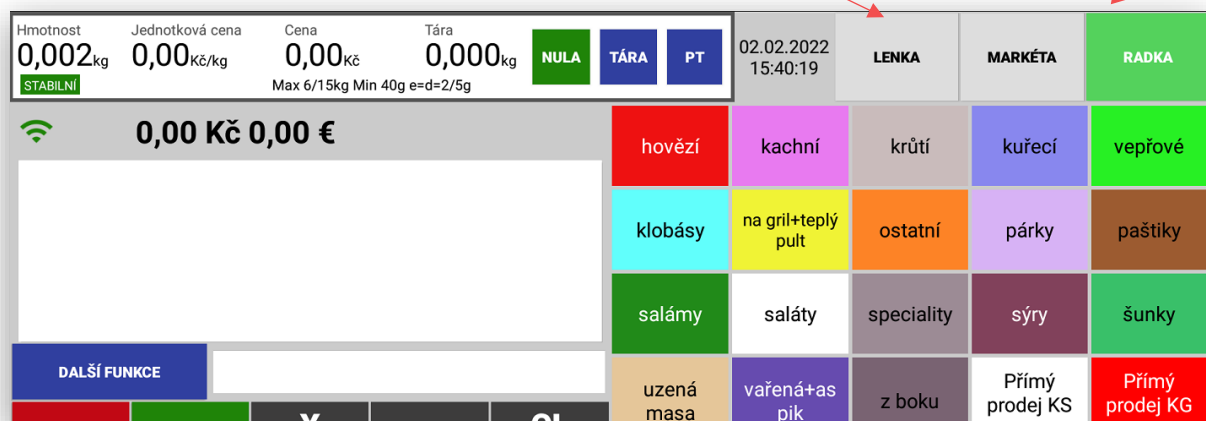 Hmotnost
0,002kg
STABILNÍ
Jednotková cena
0,00Kč/kg
Cena
0,00Kč
Tára
0,000kg
Max 6/15kg Min 40g e=d=2/5g
NULA
TÁRA
PT
02.02.2022
15:40:19
LENKA
MARKÉTA
RADKA
0,00 Kč 0,00 €
hovězí
kachní
krůtí
kuřecí
vepřové
klobásy
na gril+teplý
pult
ostatní
párky
paštiky
salámy
saláty
speciality
sýry
šunky
DALŠÍ FUNKCE
uzená
masa
vařená+as
pik
z boku
Přímý
prodej KS
Přímý
prodej KG